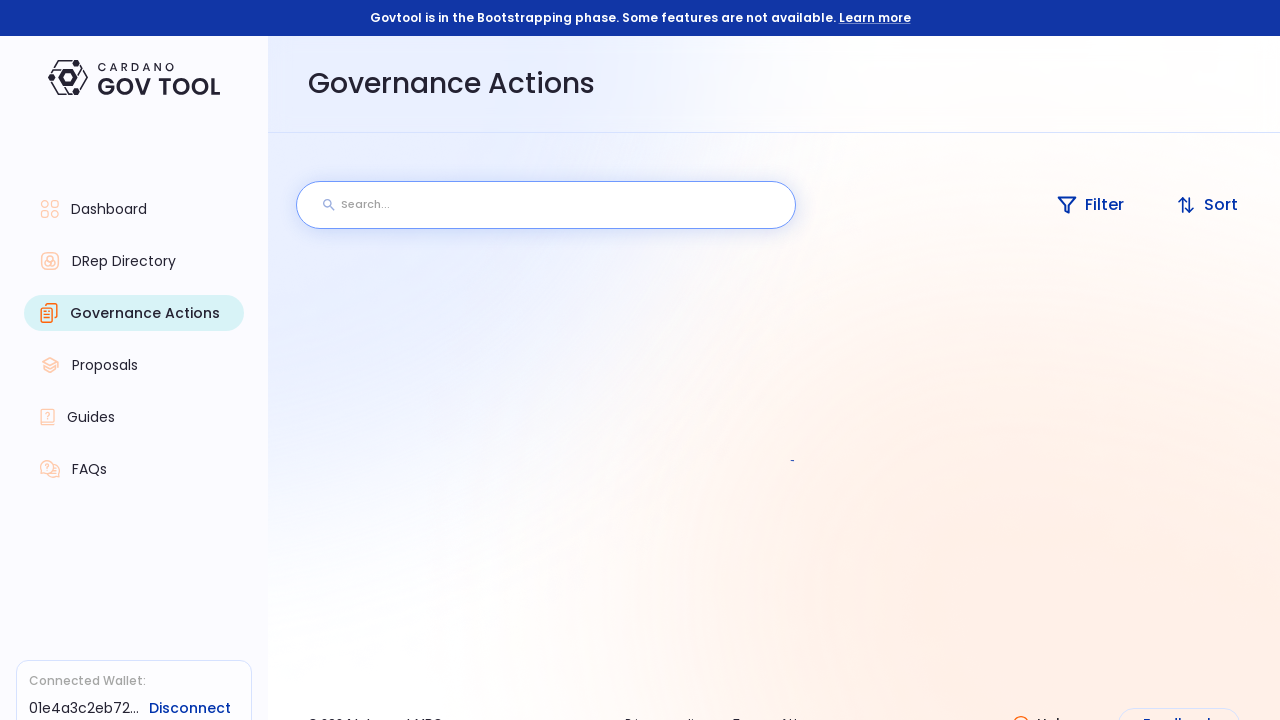 Govtool is in the Bootstrapping phase. Some features are not available. Learn more
CARDANO
GOV TOOL
Governance Actions
Search...
Filter
Sort
Dashboard
DRep Directory
Governance Actions
Proposals
Guides
FAQs
Connected Wallet:
01e4a3c2eb72...
Disconnect